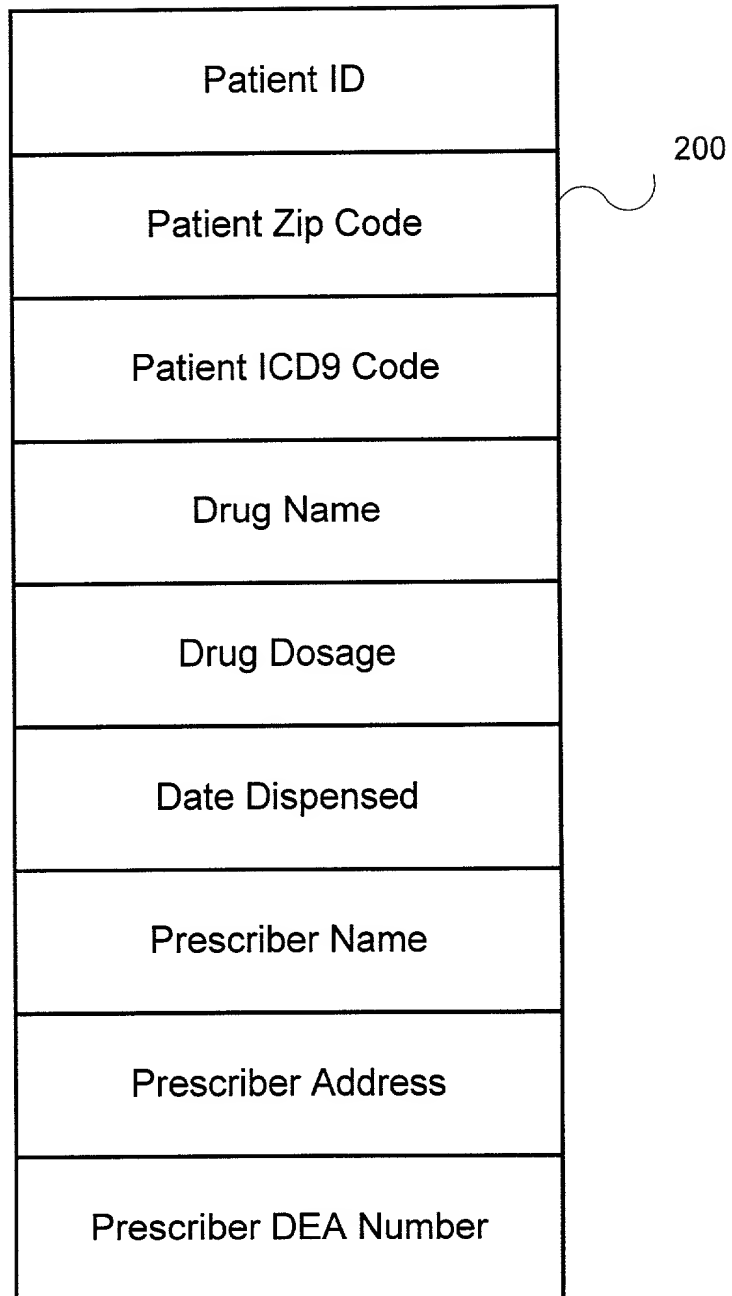 Patient ID
200
Patient Zip Code
Patient ICD9 Code
Drug Name
Drug Dosage
Date Dispensed
Prescriber Name
Prescriber Address
Prescriber DEA Number